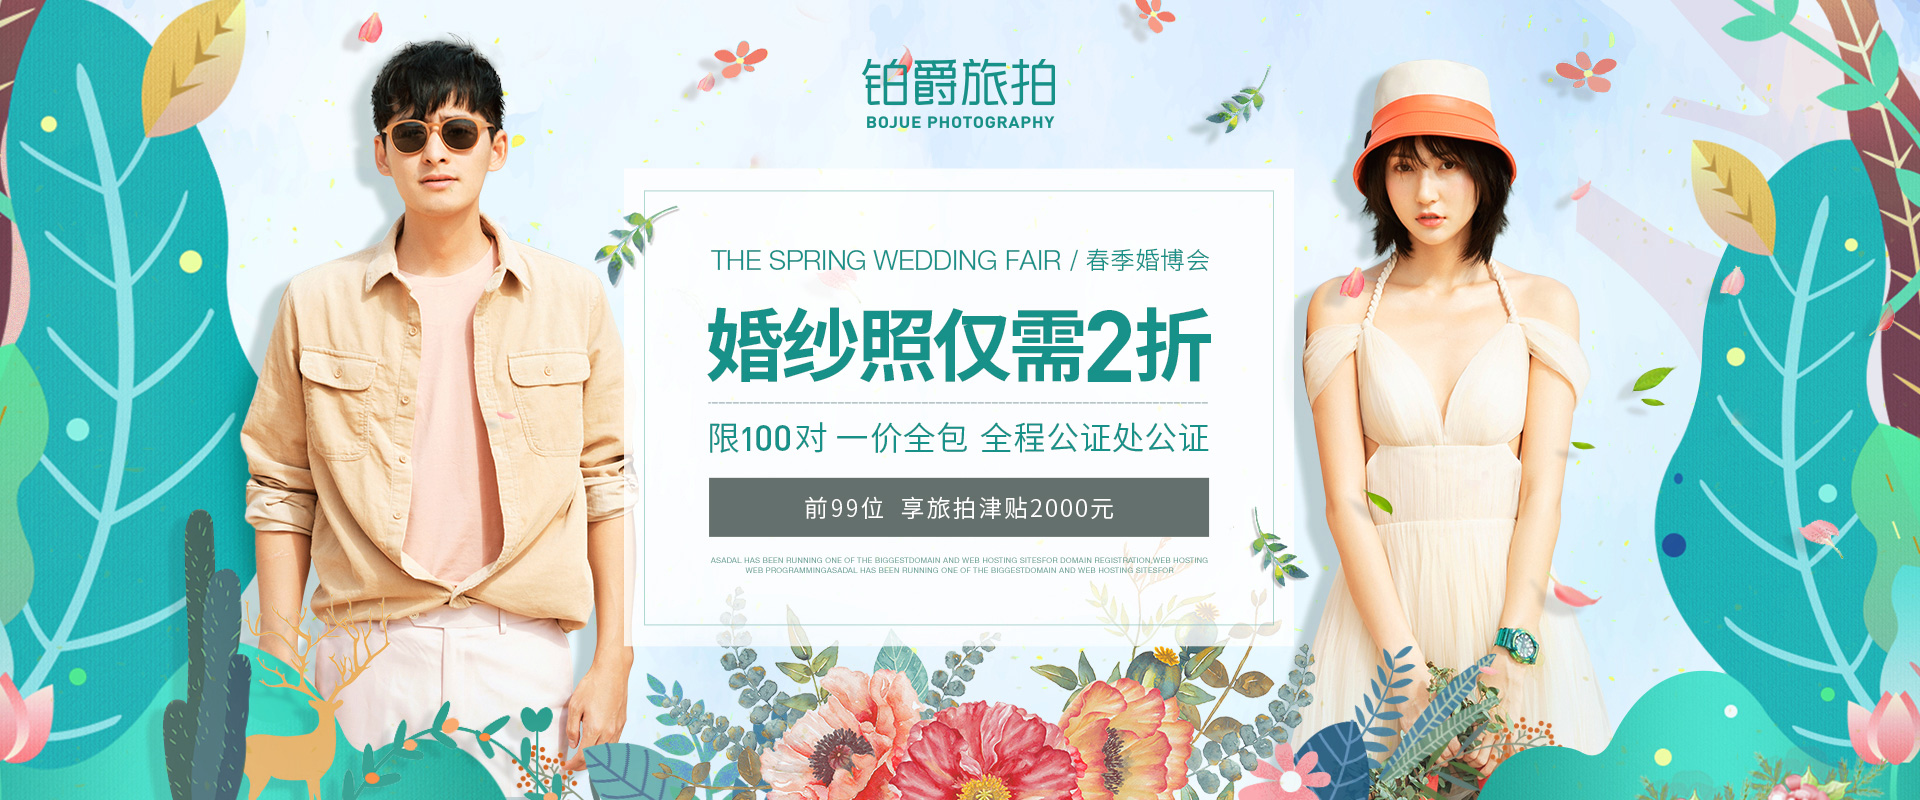 铂爵旅拍
BOJUE PHOTOGRAPHY
THE SPRING WEDDING FAIR / 春季婚博会
婚纱照仅需2折
限100对 一价全包 全程公证处公证
前99位 享旅拍津贴2000元
ASADAL HAS BEEN RUNNING ONE OF THE BIGGESTDOMAIN AND WEB HOSTING SITESFOR DOMAIN REGISTRATION,WEB HOSTING
WEB PROGRAMMINGASADAL HAS BEEN RUNNING ONE OF THE BIGGESTDOMAIN AND WEB HOSTING SITESFOR